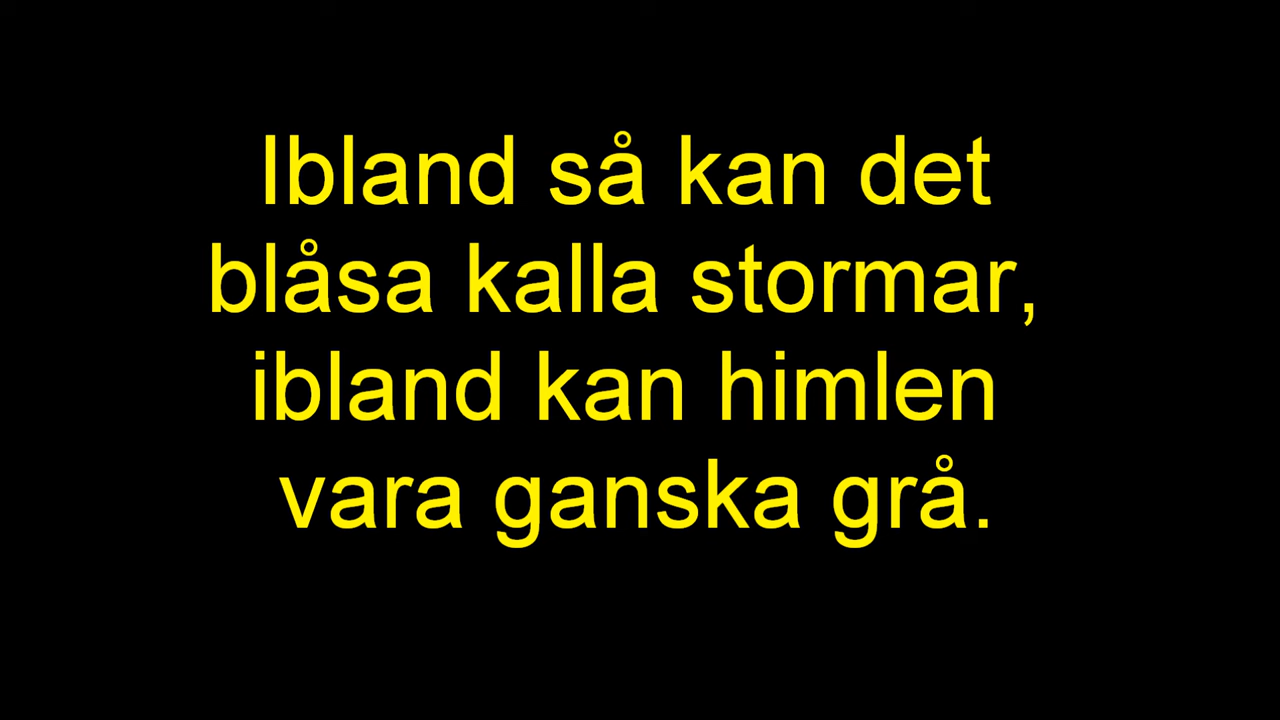 Ibland så kan det
blåsa kalla stormar,
ibland kan himlen
vara ganska grå.